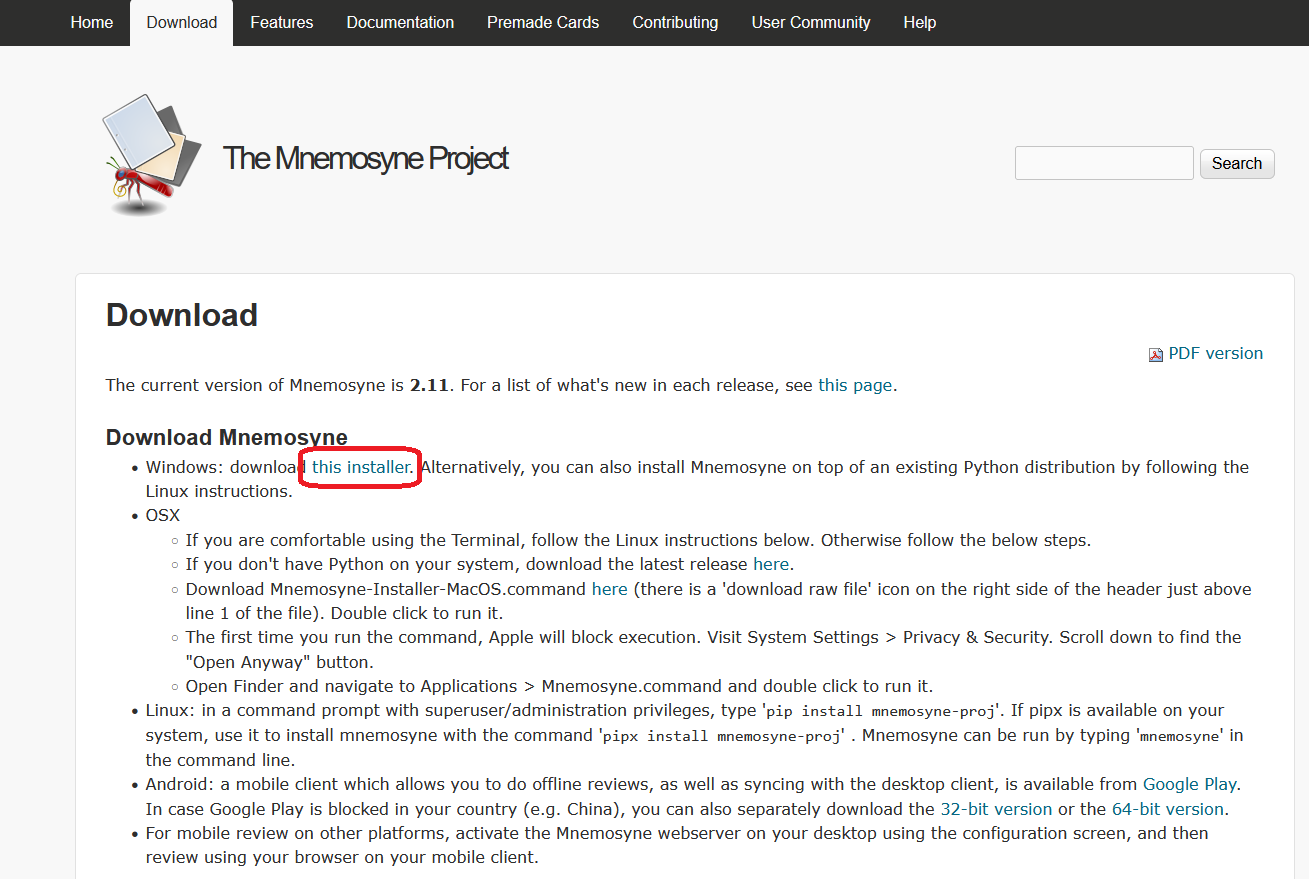 Home Download Features Documentation Premade Cards Contributing User Community Help
The Mnemosyne Project
Search
Download
PDF version
The current version of Mnemosyne is 2.11. For a list of what's new in each release, see this page.
Download Mnemosyne
• Windows: download this installer. Alternatively, you can also install Mnemosyne on top of an existing Python distribution by following the
Linux instructions.
• OSX
○ If you are comfortable using the Terminal, follow the Linux instructions below. Otherwise follow the below steps.
○ If you don't have Python on your system, download the latest release here.
○ Download Mnemosyne-Installer-MacOS.command here (there is a 'download raw file' icon on the right side of the header just above
line 1 of the file). Double click to run it.
○ The first time you run the command, Apple will block execution. Visit System Settings > Privacy & Security. Scroll down to find the
"Open Anyway" button.
○ Open Finder and navigate to Applications > Mnemosyne.command and double click to run it.
• Linux: in a command prompt with superuser/administration privileges, type 'pip install mnemosyne-proj'. If pipx is available on your
system, use it to install mnemosyne with the command 'pipx install mnemosyne-proj' . Mnemosyne can be run by typing 'mnemosyne' in
the command line.
• Android: a mobile client which allows you to do offline reviews, as well as syncing with the desktop client, is available from Google Play.
In case Google Play is blocked in your country (e.g. China), you can also separately download the 32-bit version or the 64-bit version.
• For mobile review on other platforms, activate the Mnemosyne webserver on your desktop using the configuration screen, and then
review using your browser on your mobile client.